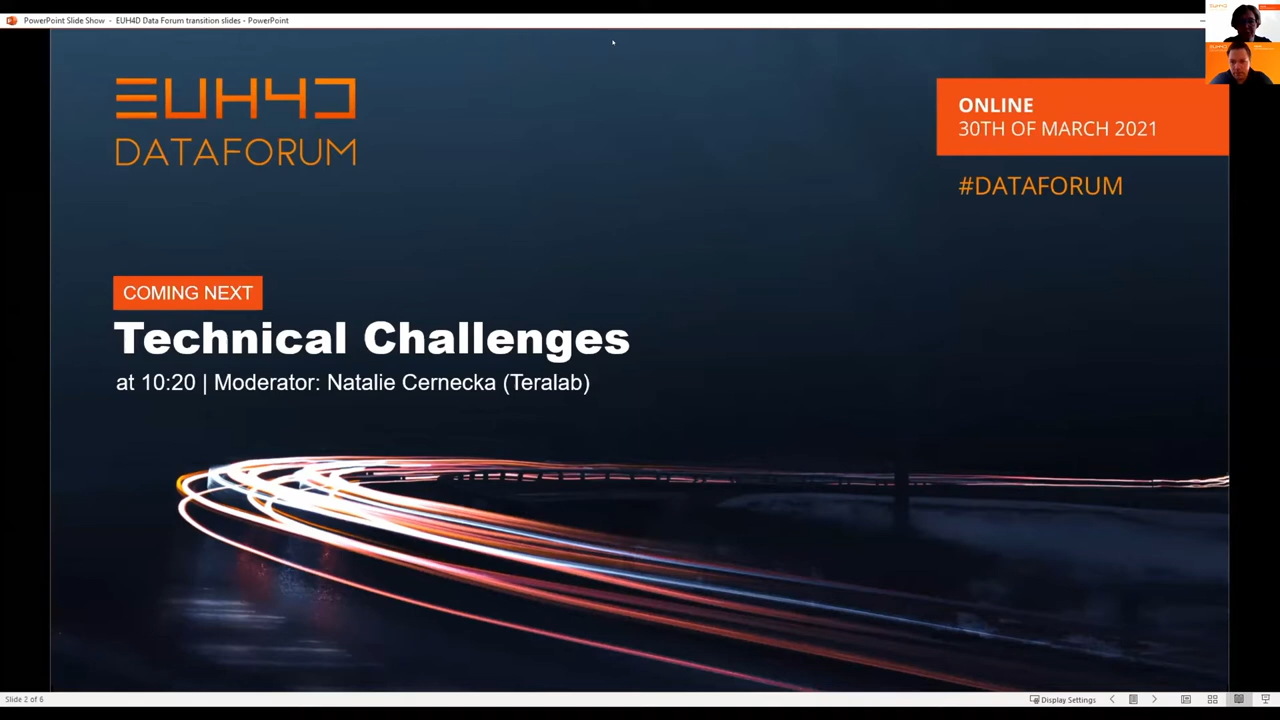 PowerPoint Slide Show - EUH4D Data Forum transition slides - PowerPoint
EUH4D
DATAFORUM
ONLINE
30TH OF MARCH 2021
#DATAFORUM
COMING NEXT
Technical Challenges
at 10:20 | Moderator: Natalie Cernecka (Teralab)
Slide 2 of 6
Display Settings